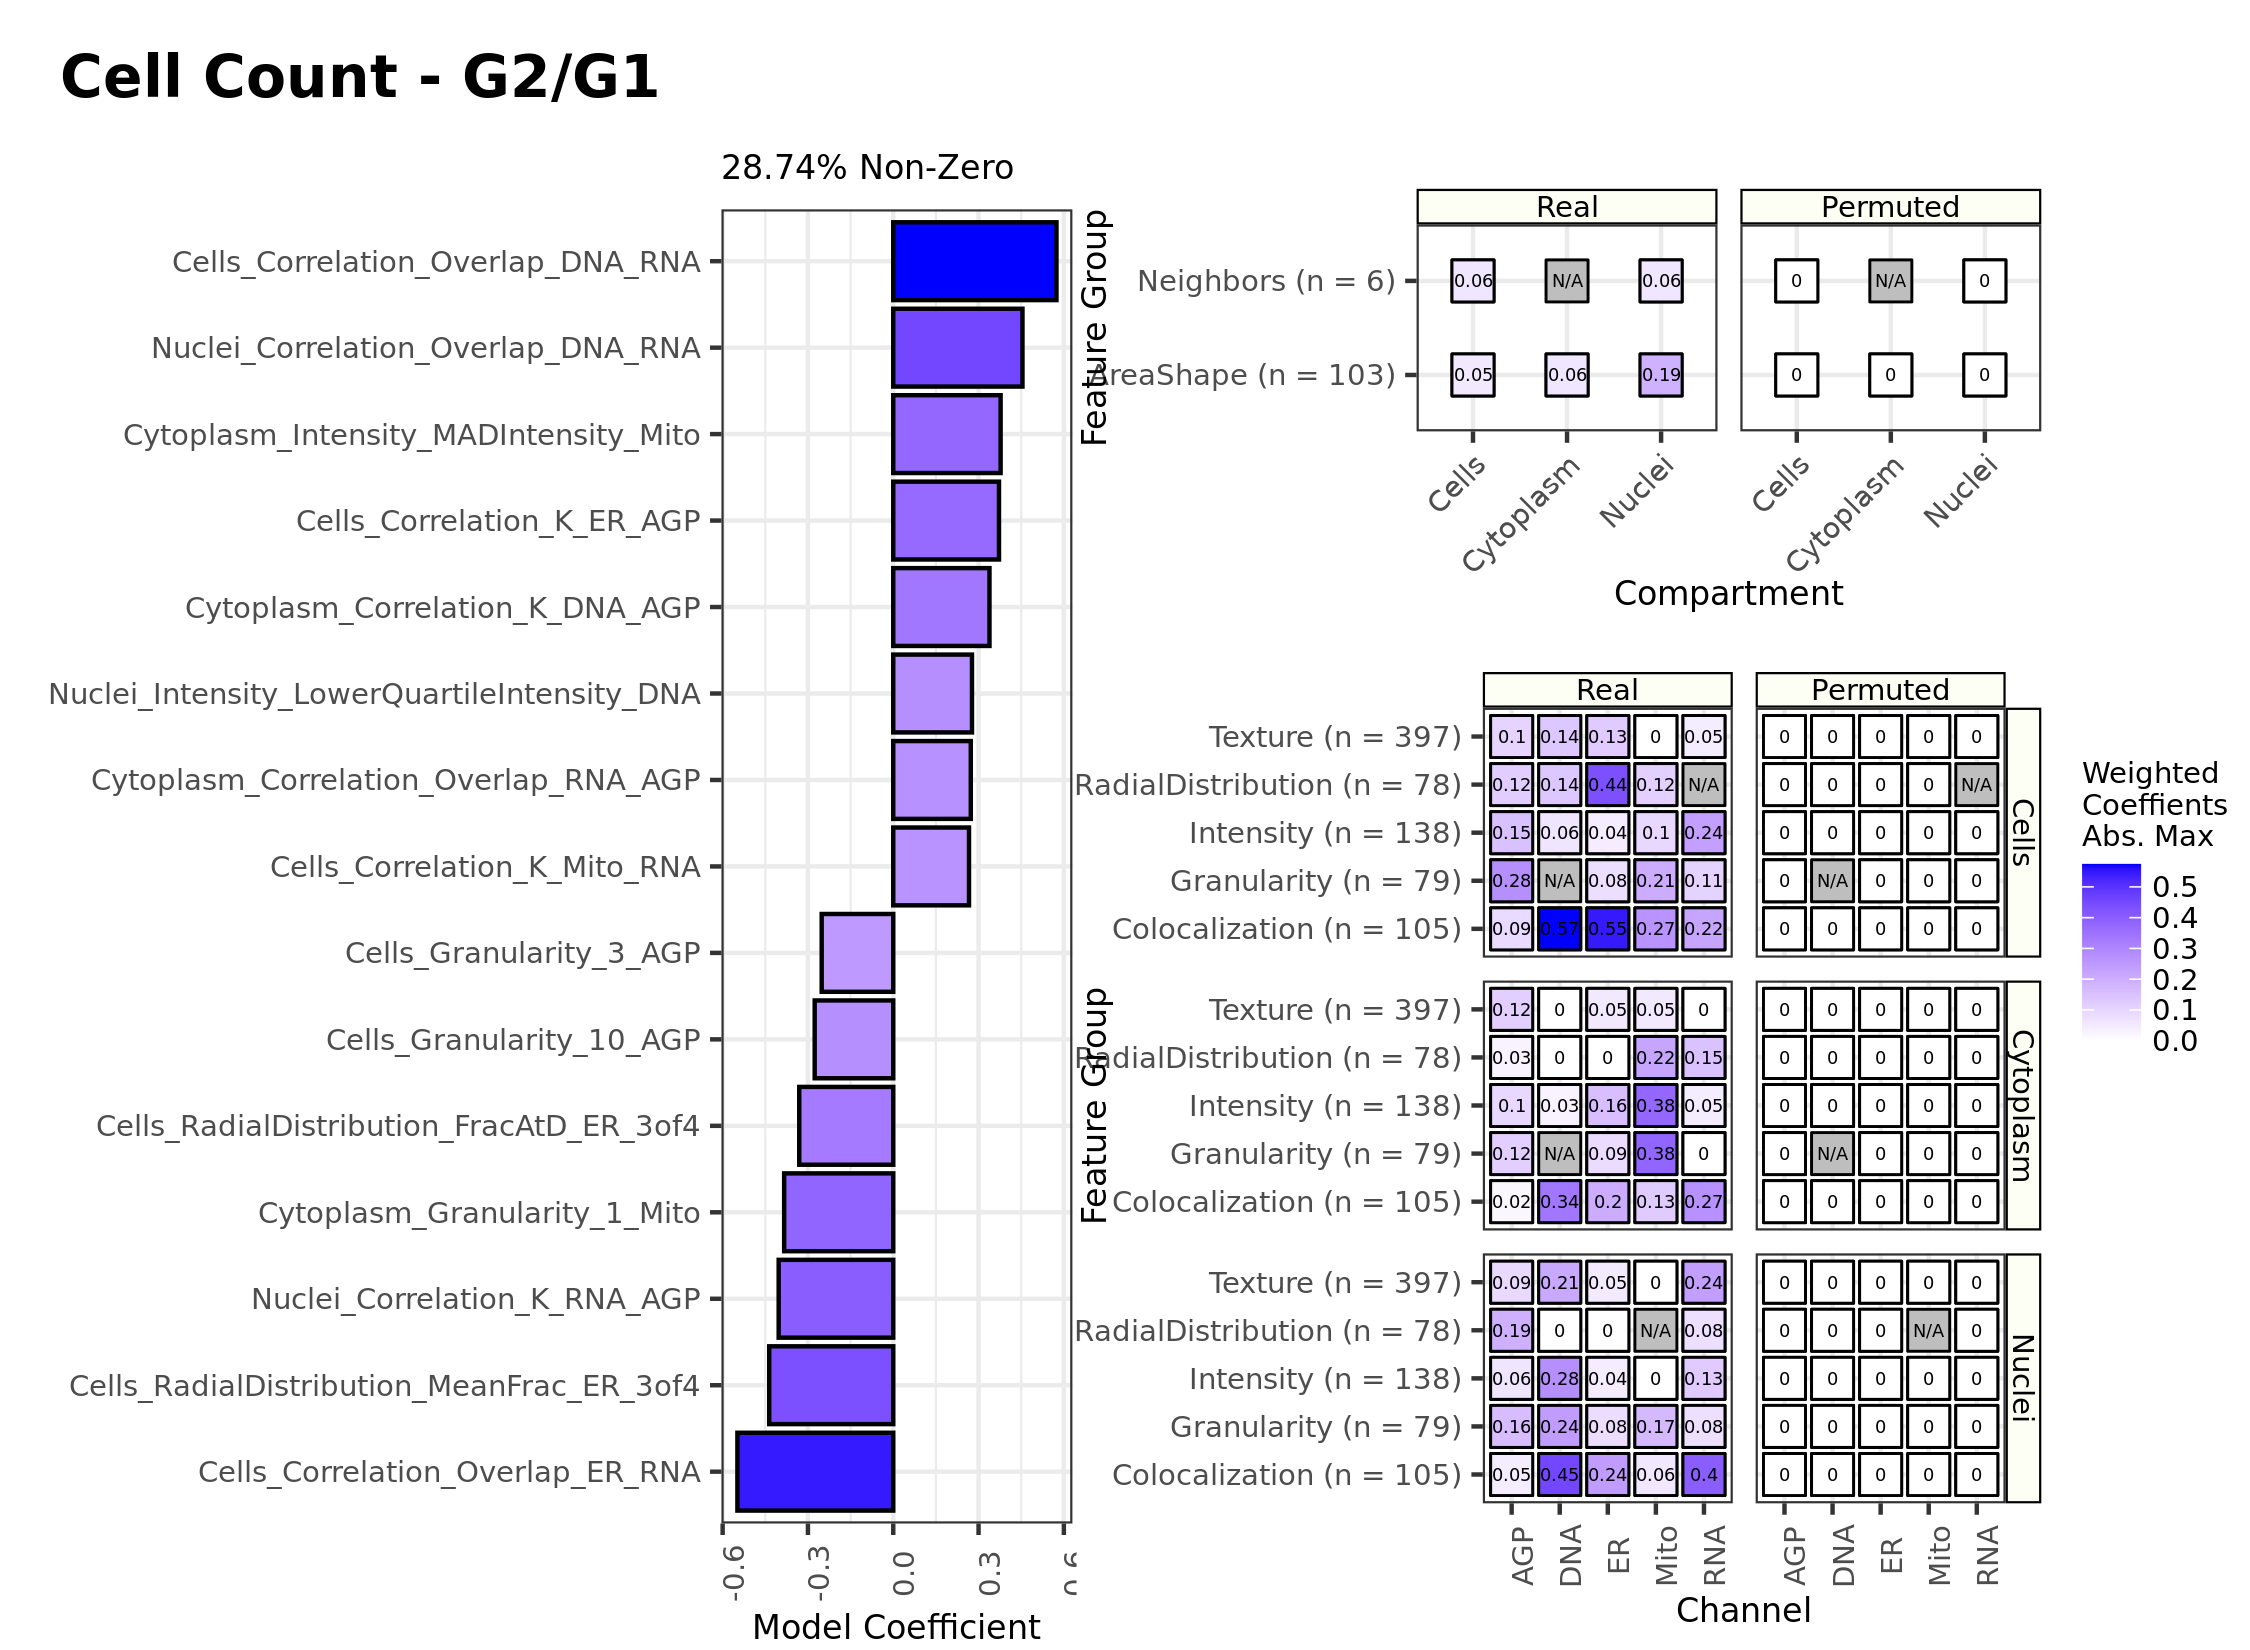 Cell Count - G2/G1
28.74% Non-Zero
Cells_Correlation_Overlap_DNA_RNA
Nuclei_Correlation_Overlap_DNA_RNA
Cytoplasm_Intensity_MADIntensity_Mito
Cells_Correlation_K_ER_AGP
Cytoplasm_Correlation_K_DNA_AGP
Nuclei_Intensity_LowerQuartileIntensity_DNA
Cytoplasm_Correlation_Overlap_RNA_AGP
Cells_Correlation_K_Mito_RNA
Cells_Granularity_3_AGP
Cells_Granularity_10_AGP
Cells_RadialDistribution_FracAtD_ER_3of4
Cytoplasm_Granularity_1_Mito
Nuclei_Correlation_K_RNA_AGP
Cells_RadialDistribution_MeanFrac_ER_3of4
Cells_Correlation_Overlap_ER_RNA
-0.6 -0.3 0.0 0.3 0.6
Model Coefficient
Feature Group
Real Permuted
Neighbors (n = 6) 0.06 N/A 0.06 0 N/A 0
AreaShape (n = 103) 0.05 0.06 0.19 0 0 0
Cells Cytoplasm Nuclei Cells Cytoplasm Nuclei
Compartment
Feature Group
Real Permuted
Texture (n = 397) 0.1 0.14 0.13 0 0.05 0 0 0 0 0
RadialDistribution (n = 78) 0.12 0.14 0.44 0.12 N/A 0 0 0 0 N/A
Intensity (n = 138) 0.15 0.06 0.04 0.1 0.24 0 0 0 0 0
Granularity (n = 79) 0.28 N/A 0.08 0.21 0.11 0 N/A 0 0 0
Colocalization (n = 105) 0.09 0.57 0.55 0.27 0.22 0 0 0 0 0
Cells
Texture (n = 397) 0.12 0 0.05 0.05 0 0 0 0 0 0
RadialDistribution (n = 78) 0.03 0 0 0.22 0.15 0 0 0 0 0
Intensity (n = 138) 0.1 0.03 0.16 0.38 0.05 0 0 0 0 0
Granularity (n = 79) 0.12 N/A 0.09 0.38 0 0 N/A 0 0 0
Colocalization (n = 105) 0.02 0.34 0.2 0.13 0.27 0 0 0 0 0
Cytoplasm
Texture (n = 397) 0.09 0.21 0.05 0 0.24 0 0 0 0 0
RadialDistribution (n = 78) 0.19 0 0 N/A 0.08 0 0 0 N/A 0
Intensity (n = 138) 0.06 0.28 0.04 0 0.13 0 0 0 0 0
Granularity (n = 79) 0.16 0.24 0.08 0.17 0.08 0 0 0 0 0
Colocalization (n = 105) 0.05 0.45 0.24 0.06 0.4 0 0 0 0 0
Nuclei
AGP DNA ER Mito RNA AGP DNA ER Mito RNA
Channel
Weighted
Coeffients
Abs. Max
0.5
0.4
0.3
0.2
0.1
0.0